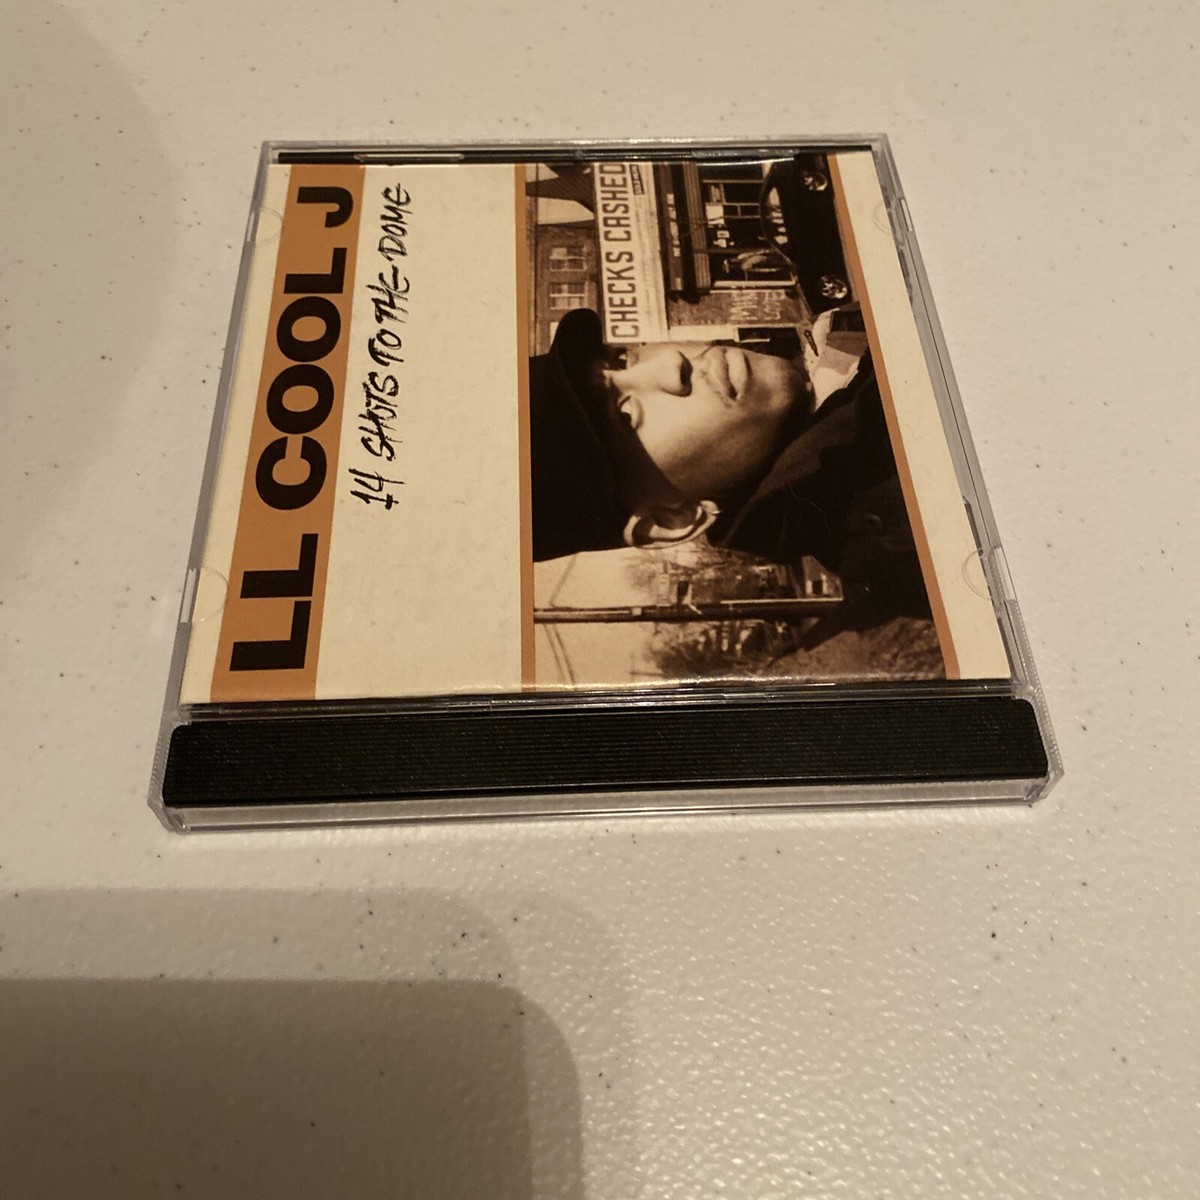 LL COOL J
14 SHOTS TO THE DOME
CHECKS CASHED